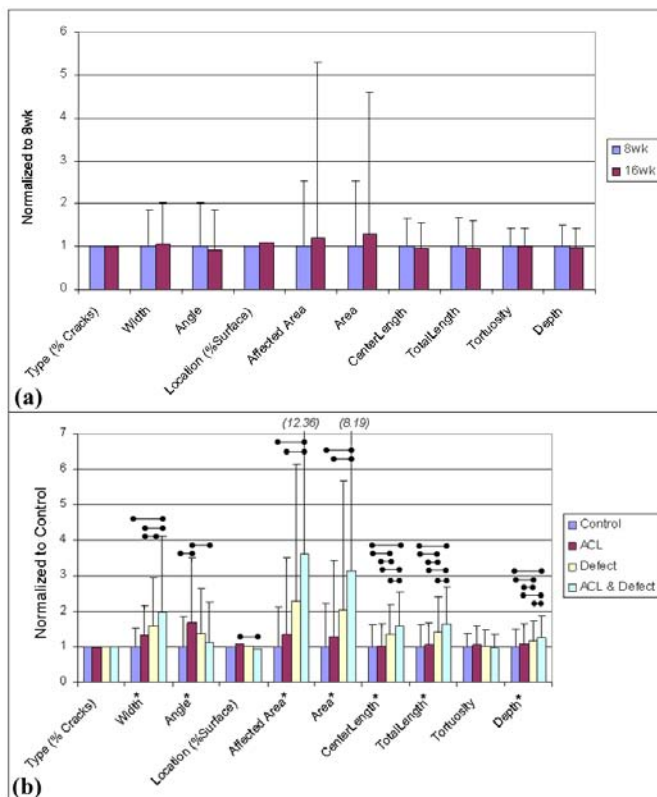 6
5
4
3
2
1
0
Normalized to 8wk
8wk
16wk
Type (% Cracks)
Width
Angle
Location (%Surface)
Affected Area
Area
CenterLength
TotalLength
Tortuosity
Depth
(a)
(12.36) (8.19)
7
6
5
4
3
2
1
0
Normalized to Control
Control
ACL
Defect
ACL & Defect
Type (% Cracks)
Width*
Angle*
Location (%Surface)
Affected Area*
Area*
CenterLength*
TotalLength*
Tortuosity
Depth*
(b)